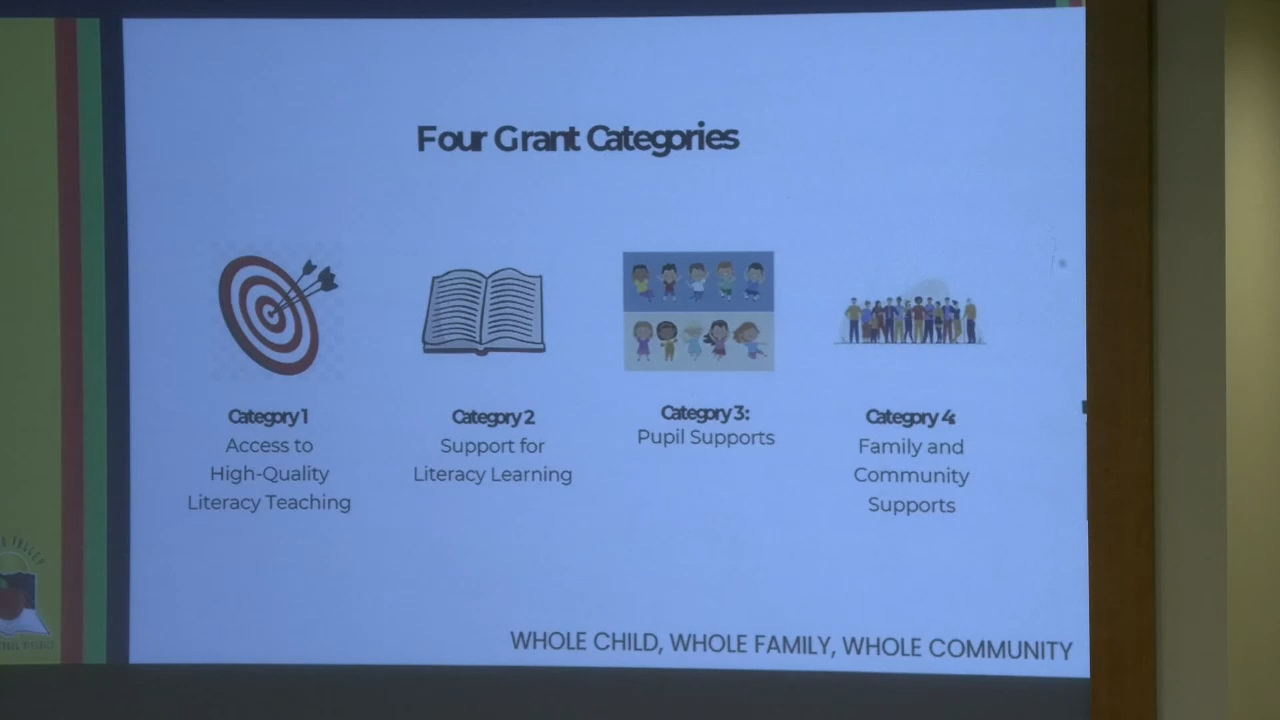 Four Grant Categories
Category 1
Access to
High-Quality
Literacy Teaching
Category 2
Support for
Literacy Learning
Category 3:
Pupil Supports
Category 4:
Family and
Community
Supports
WHOLE CHILD, WHOLE FAMILY, WHOLE COMMUNITY
VALLEY